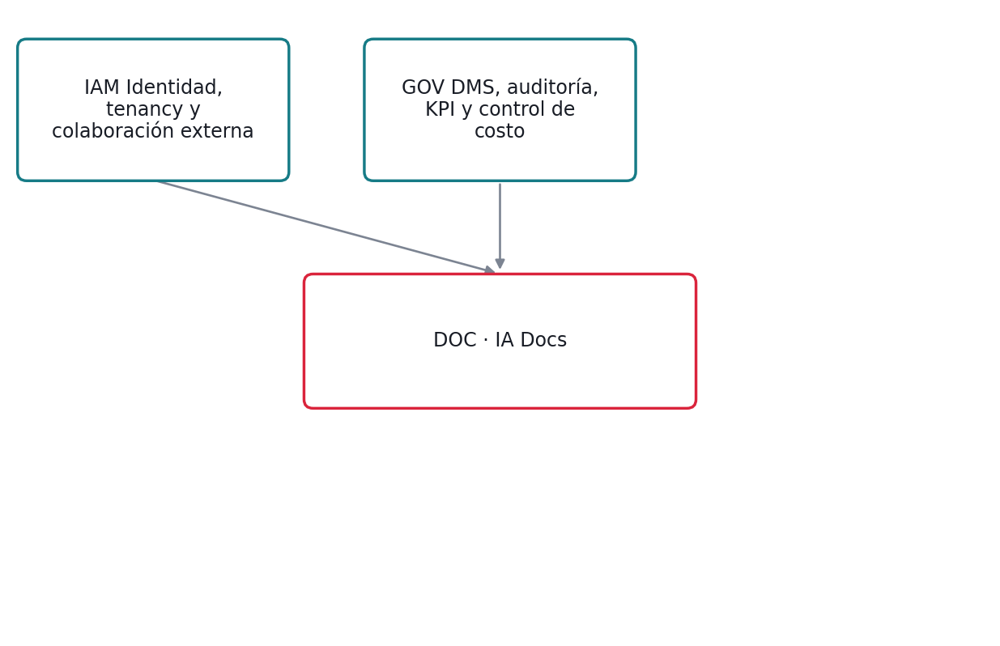 IAM Identidad,
tenancy y
colaboración externa
GOV DMS, auditoría,
KPI y control de
costo
DOC · IA Docs